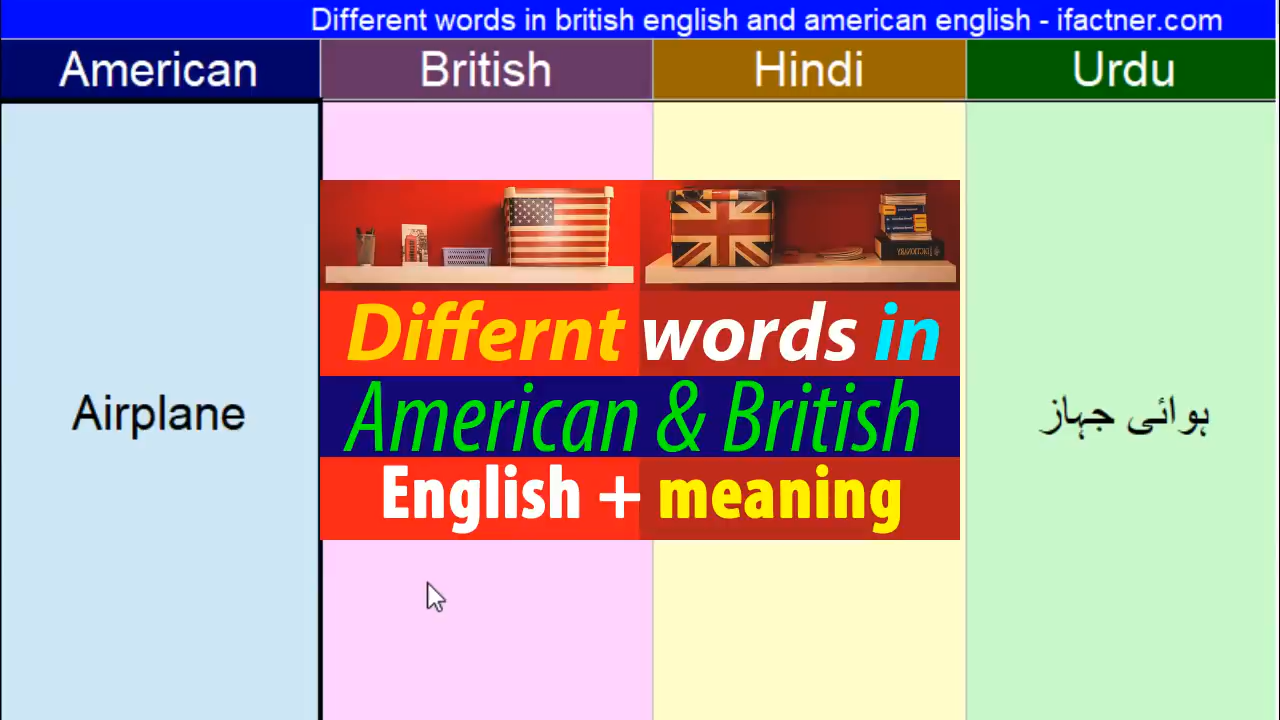 Different words in british english and american english - ifactner.com
American British Hindi Urdu
Airplane
ہوائی جہاز
Differnt words in
American & British
English + meaning
DICTIONARY